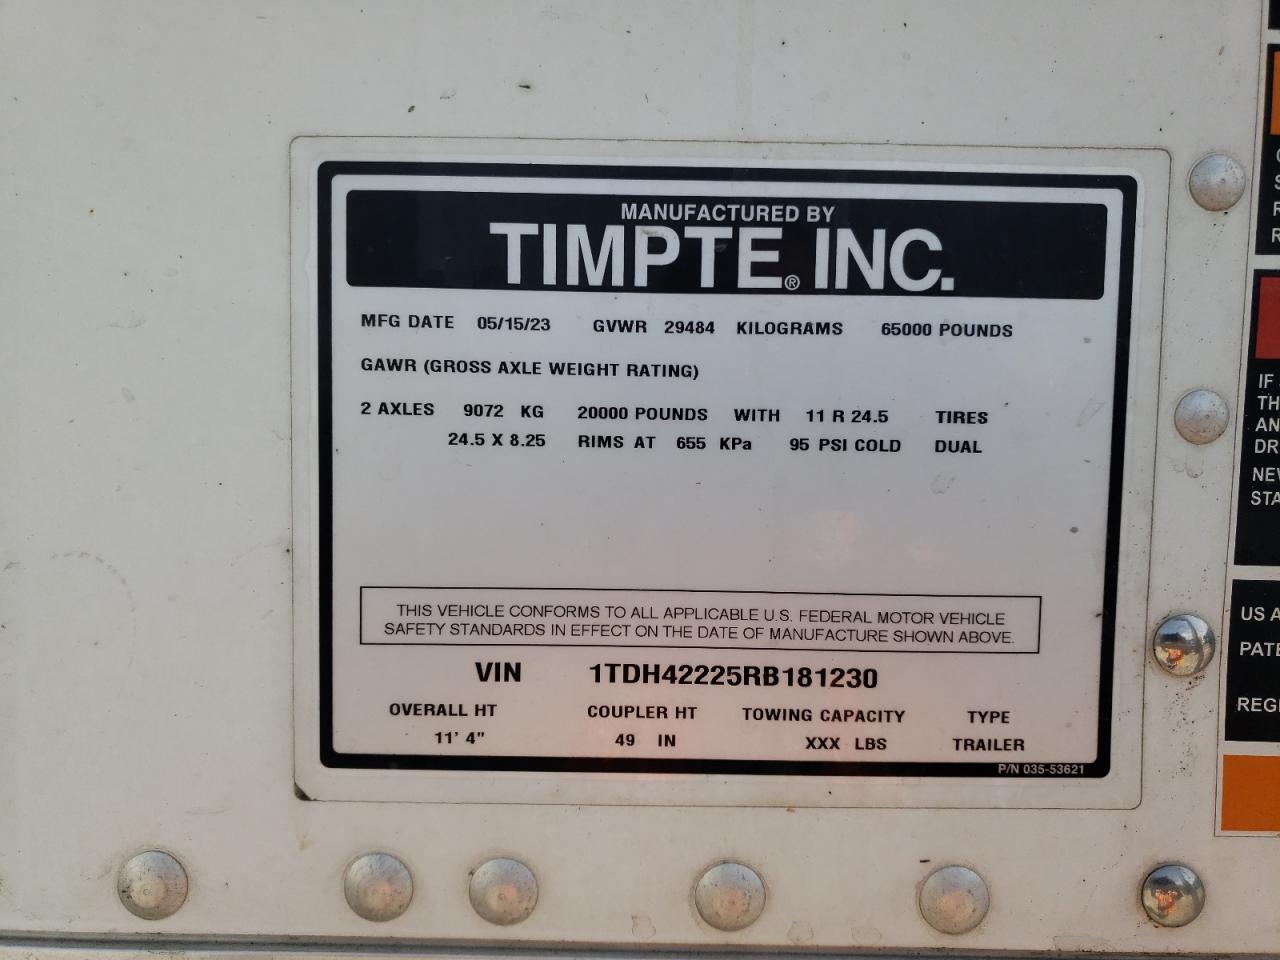 MANUFACTURED BY
TIMPTE® INC.
MFG DATE 05/15/23 GVWR 29484 KILOGRAMS 65000 POUNDS
GAWR (GROSS AXLE WEIGHT RATING)
2 AXLES 9072 KG 20000 POUNDS WITH 11 R 24.5 TIRES
24.5 X 8.25 RIMS AT 655 KPa 95 PSI COLD DUAL
THIS VEHICLE CONFORMS TO ALL APPLICABLE U.S. FEDERAL MOTOR VEHICLE
SAFETY STANDARDS IN EFFECT ON THE DATE OF MANUFACTURE SHOWN ABOVE.
VIN 1TDH42225RB181230
OVERALL HT COUPLER HT TOWING CAPACITY TYPE
11' 4" 49 IN XXX LBS TRAILER
P/N 035-53621
IF
US